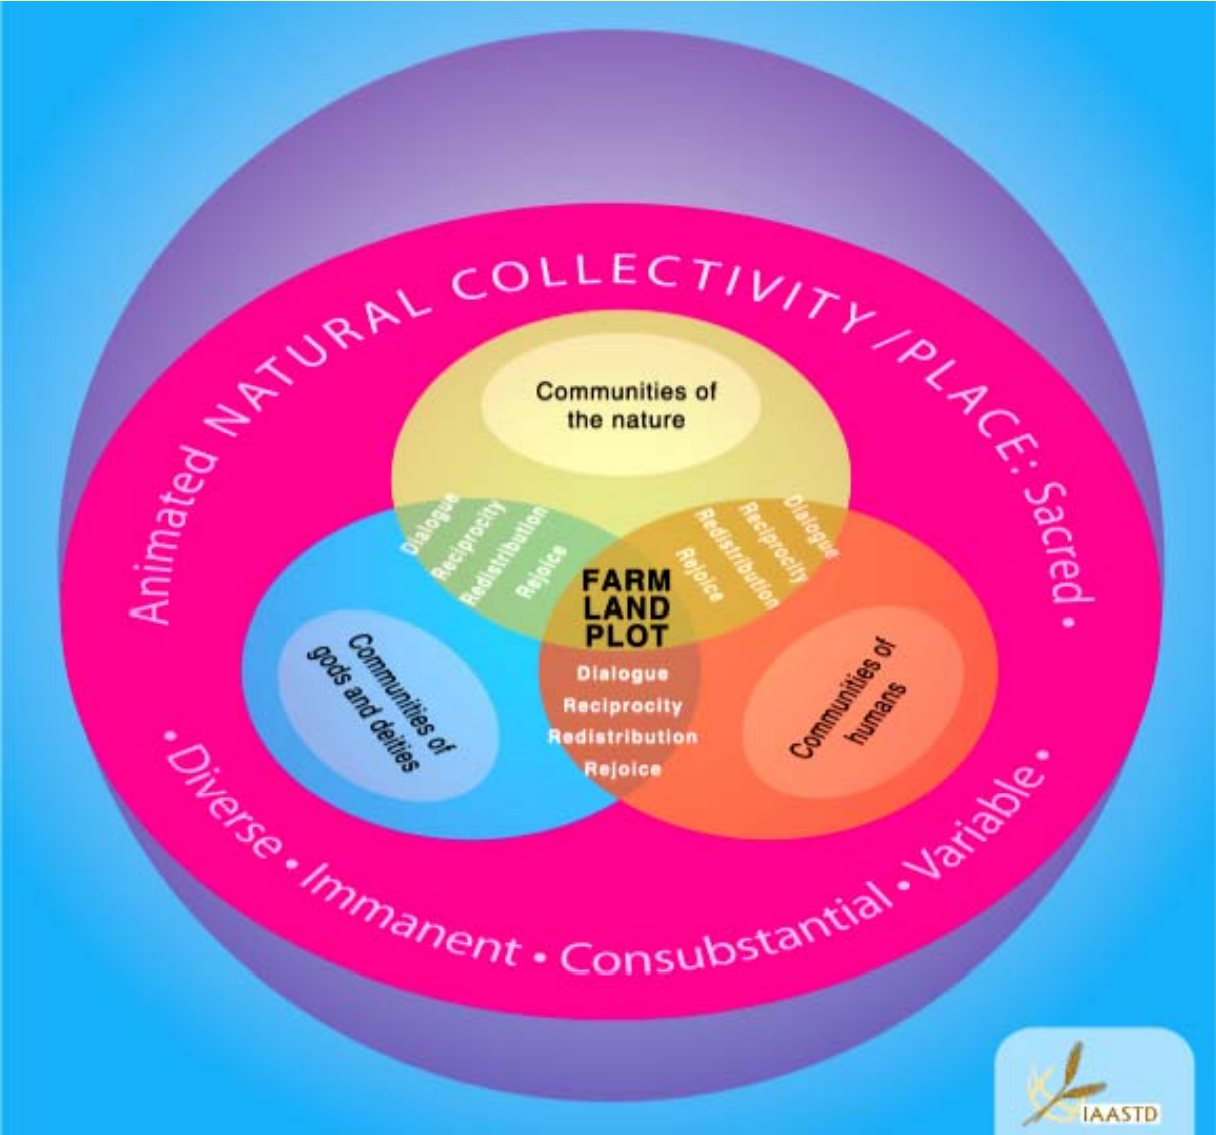 Animated NATURAL COLLECTIVITY /PLACE: Sacred •
Communities of
the nature
Dialogue
Reciprocity
Redistribution
Rejoice
Dialogue
Reciprocity
Redistribution
Rejoice
FARM
LAND
PLOT
Dialogue
Reciprocity
Redistribution
Rejoice
Communities of
gods and deities
Communities of
humans
• Diverse • Immanent • Consubstantial • Variable •
IAASTD